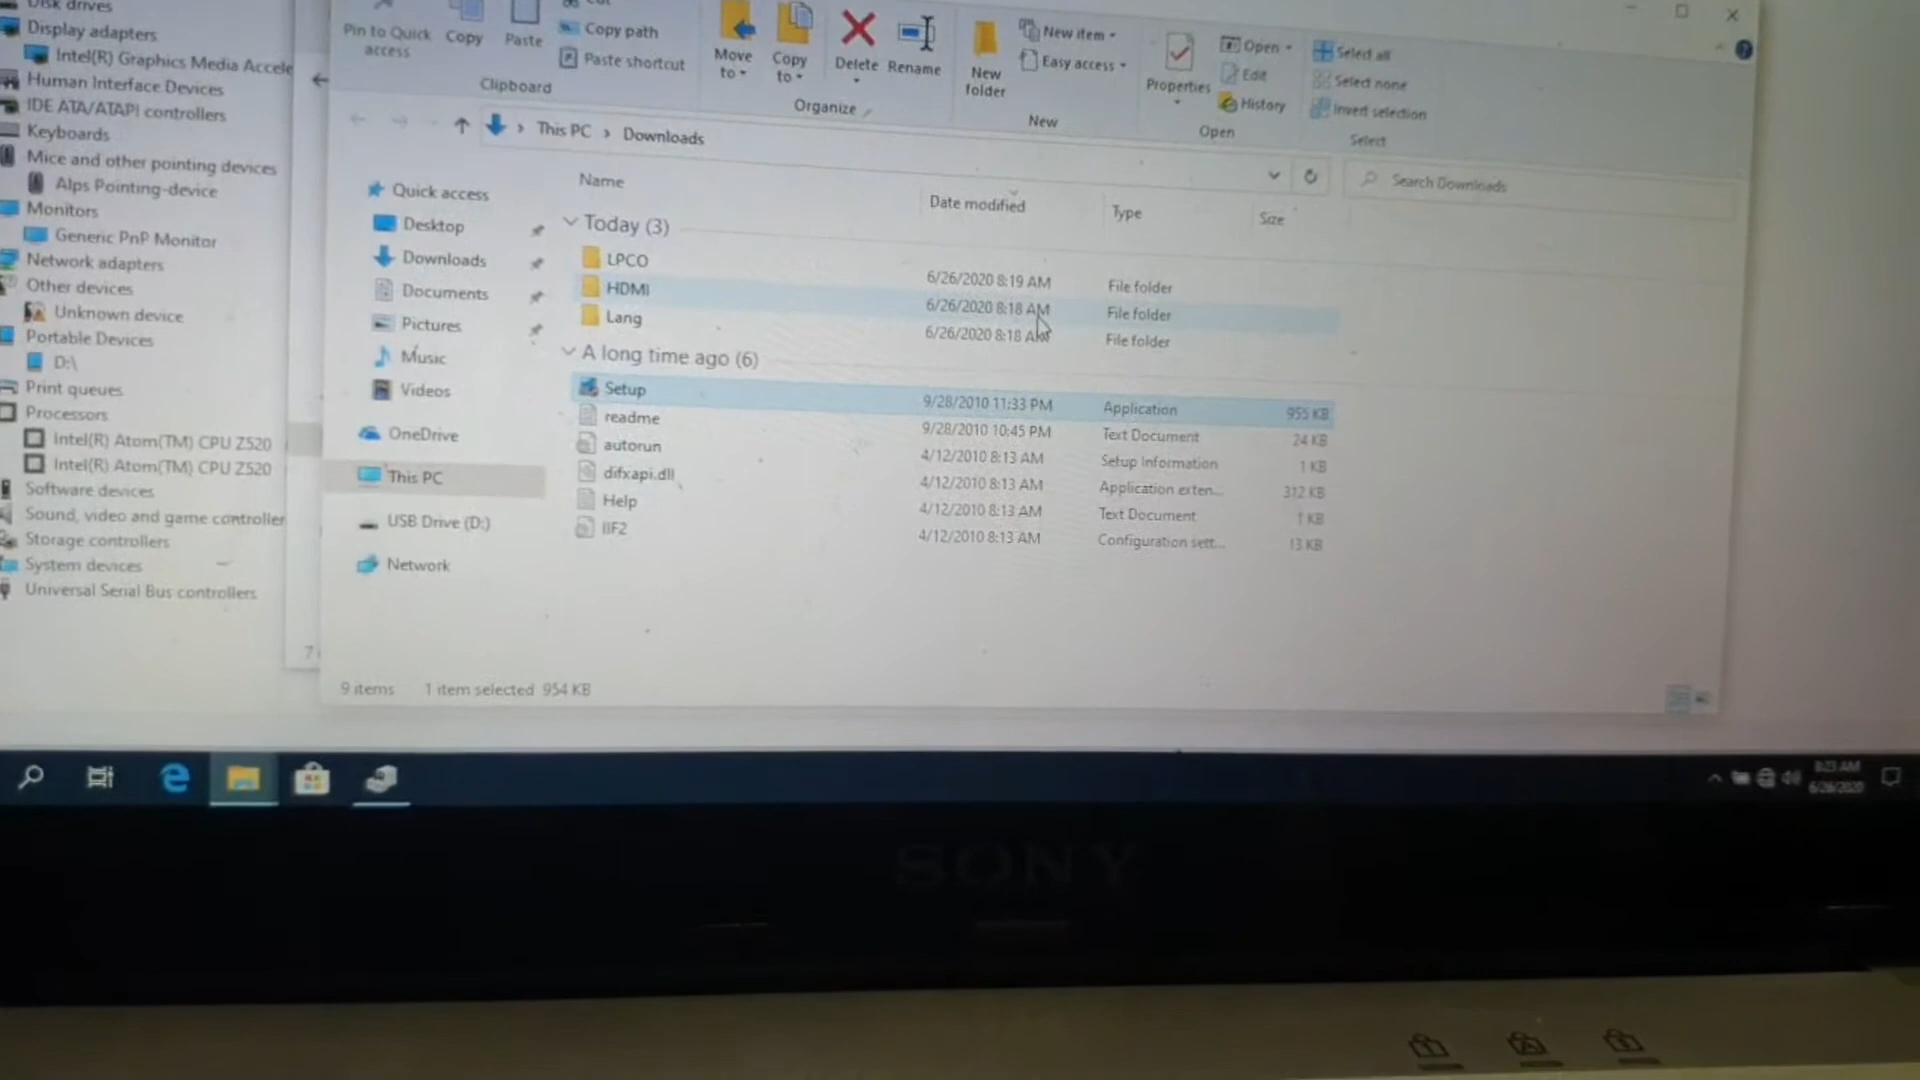 Disk drives
Display adapters
Intel(R) Graphics Media Accele
Human Interface Devices
IDE ATA/ATAPI controllers
Keyboards
Mice and other pointing devices
Alps Pointing-device
Monitors
Generic PnP Monitor
Network adapters
Other devices
Unknown device
Portable Devices
D:\
Print queues
Processors
Intel(R) Atom(TM) CPU Z520
Intel(R) Atom(TM) CPU Z520
Software devices
Sound, video and game controller
Storage controllers
System devices
Universal Serial Bus controllers
Pin to Quick access
Copy
Paste
Cut
Copy path
Paste shortcut
Clipboard
Move to
Copy to
Delete
Rename
Organize
New folder
New item
Easy access
New
Properties
Open
Edit
History
Open
Select all
Select none
Invert selection
Select
This PC > Downloads
Search Downloads
Quick access
Desktop
Downloads
Documents
Pictures
Music
Videos
OneDrive
This PC
USB Drive (D:)
Network
Name Date modified Type Size
Today (3)
LPCO 6/26/2020 8:19 AM File folder
HDMI 6/26/2020 8:18 AM File folder
Lang 6/26/2020 8:18 AM File folder
A long time ago (6)
Setup 9/28/2010 11:33 PM Application 955 KB
readme 9/28/2010 10:45 PM Text Document 24 KB
autorun 4/12/2010 8:13 AM Setup Information 1 KB
difxapi.dll 4/12/2010 8:13 AM Application exten... 312 KB
Help 4/12/2010 8:13 AM Text Document 1 KB
IIF2 4/12/2010 8:13 AM Configuration sett... 13 KB
7
9 items 1 item selected 954 KB
8:23 AM
6/26/2020
SONY